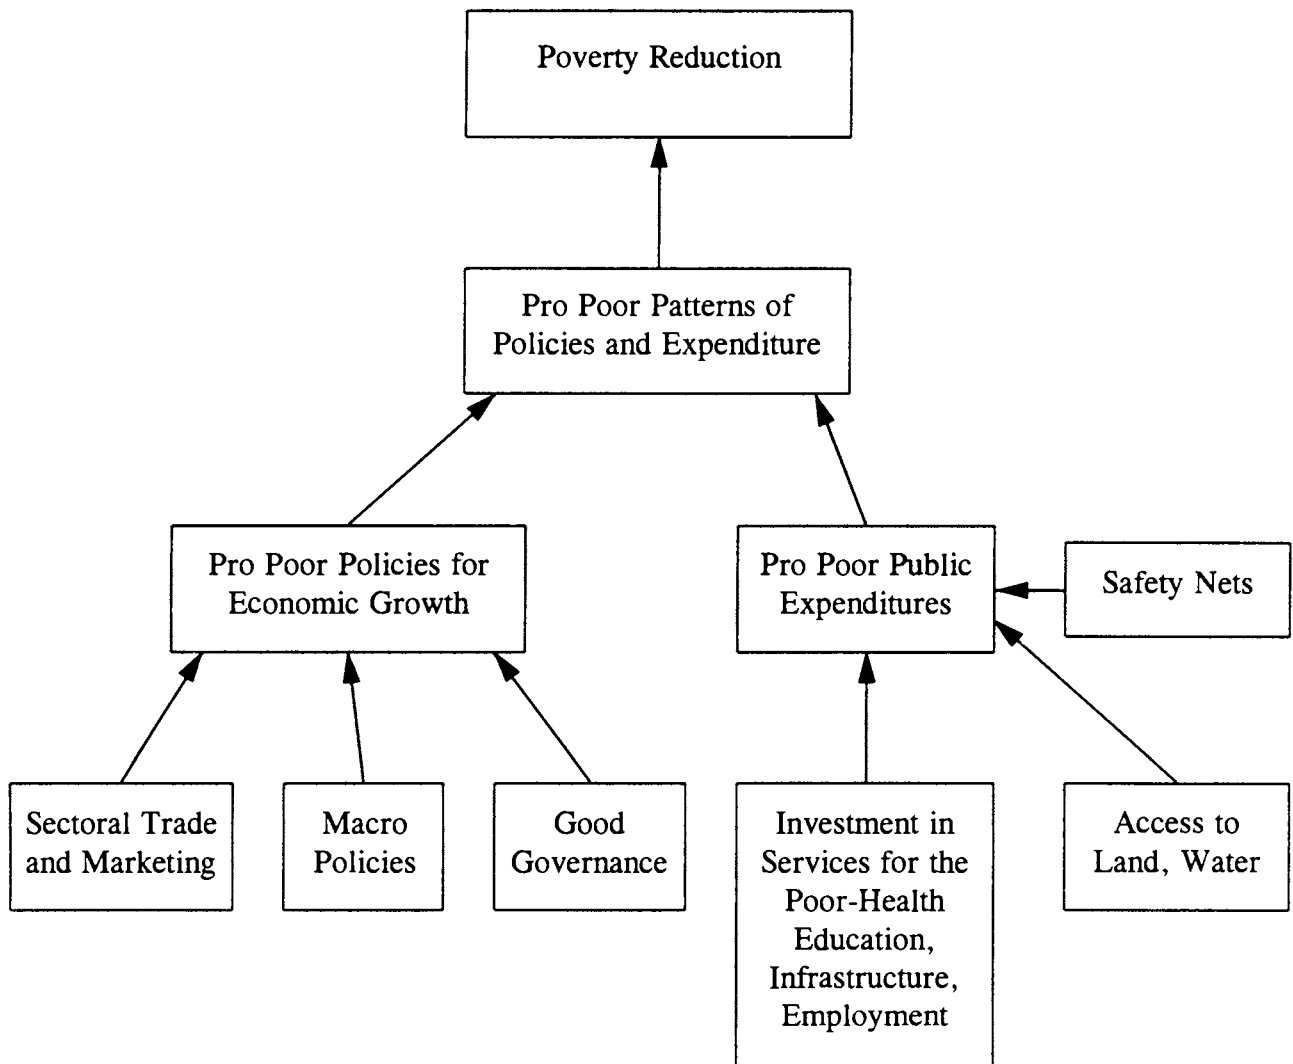 Poverty Reduction
Pro Poor Patterns of
Policies and Expenditure
Pro Poor Policies for
Economic Growth
Pro Poor Public
Expenditures
Safety Nets
Sectoral Trade
and Marketing
Macro
Policies
Good
Governance
Investment in
Services for the
Poor-Health
Education,
Infrastructure,
Employment
Access to
Land, Water